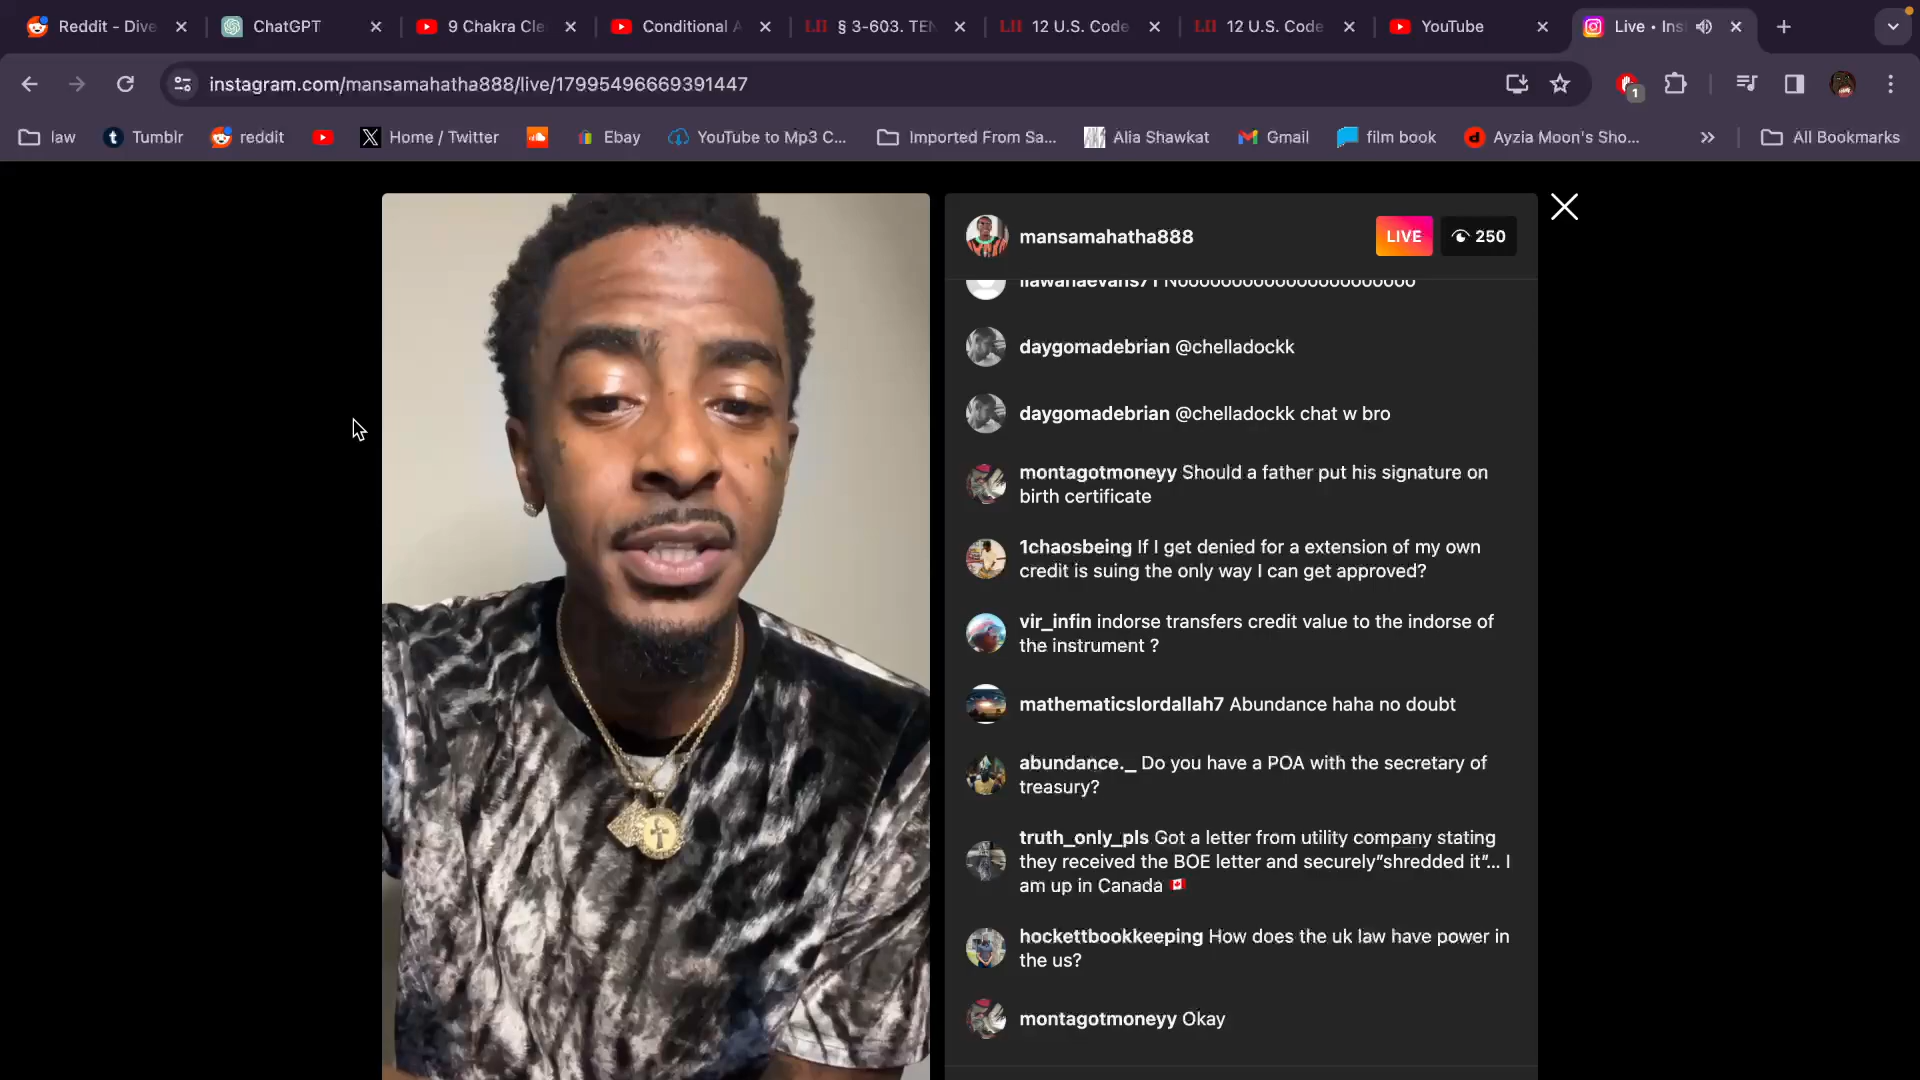 Reddit - Dive
ChatGPT
9 Chakra Cle
Conditional A
LII § 3-603. TEN
LII 12 U.S. Code
LII 12 U.S. Code
YouTube
Live • Ins
instagram.com/mansamahatha888/live/17995496669391447
1
law
Tumblr
reddit
Home / Twitter
Ebay
YouTube to Mp3 C...
Imported From Sa...
Alia Shawkat
Gmail
film book
Ayzia Moon's Sho...
All Bookmarks
mansamahatha888
LIVE
250
daygomadebrian @chelladockk
daygomadebrian @chelladockk chat w bro
montagotmoneyy Should a father put his signature on
birth certificate
1chaosbeing If I get denied for a extension of my own
credit is suing the only way I can get approved?
vir_infin indorse transfers credit value to the indorse of
the instrument ?
mathematicslordallah7 Abundance haha no doubt
abundance._ Do you have a POA with the secretary of
treasury?
truth_only_pls Got a letter from utility company stating
they received the BOE letter and securely”shredded it”... I
am up in Canada 🇨🇦
hockettbookkeeping How does the uk law have power in
the us?
montagotmoneyy Okay